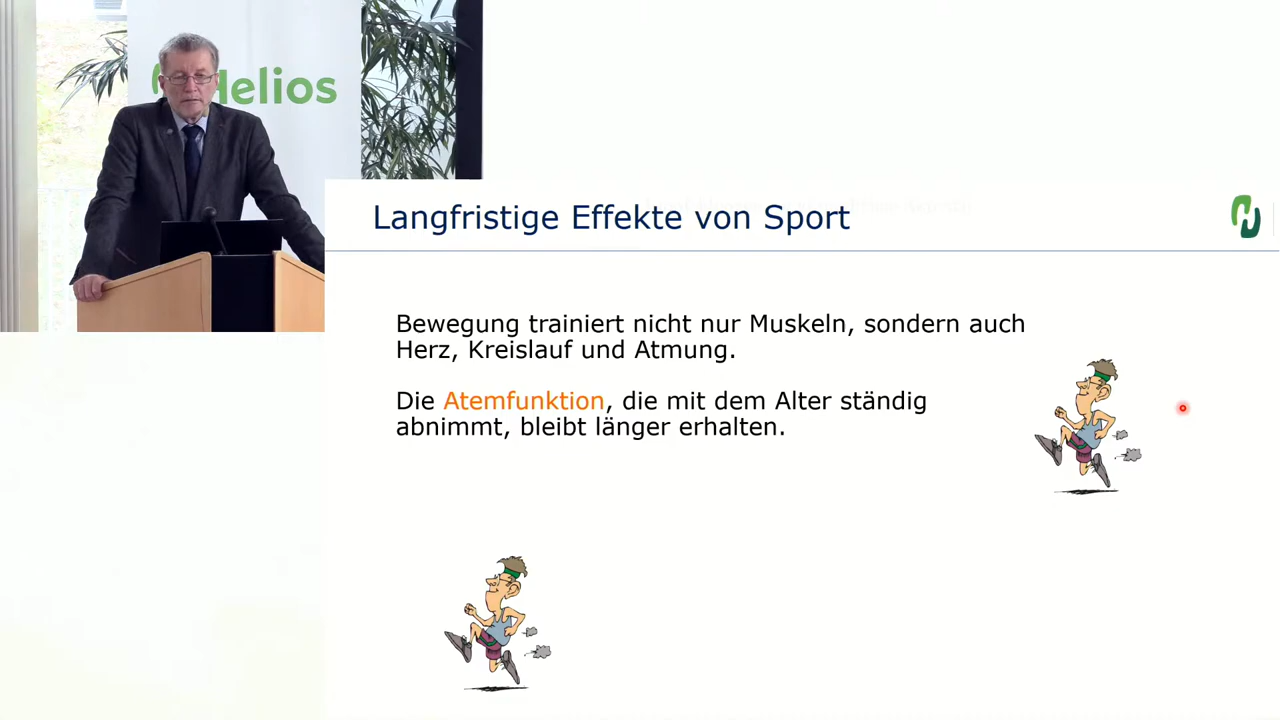 Helios
Langfristige Effekte von Sport
Bewegung trainiert nicht nur Muskeln, sondern auch
Herz, Kreislauf und Atmung.
Die Atemfunktion, die mit dem Alter ständig
abnimmt, bleibt länger erhalten.